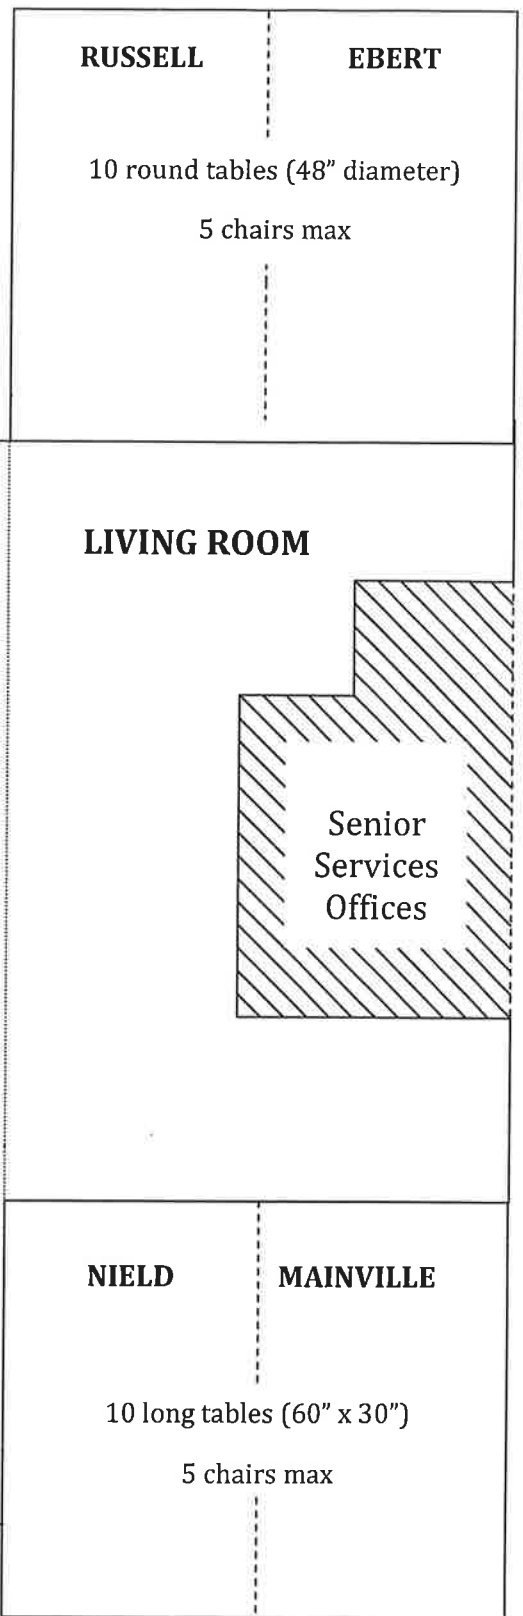 RUSSELL EBERT
10 round tables (48” diameter)
5 chairs max
LIVING ROOM
Senior
Services
Offices
NIELD MAINVILLE
10 long tables (60” x 30”)
5 chairs max